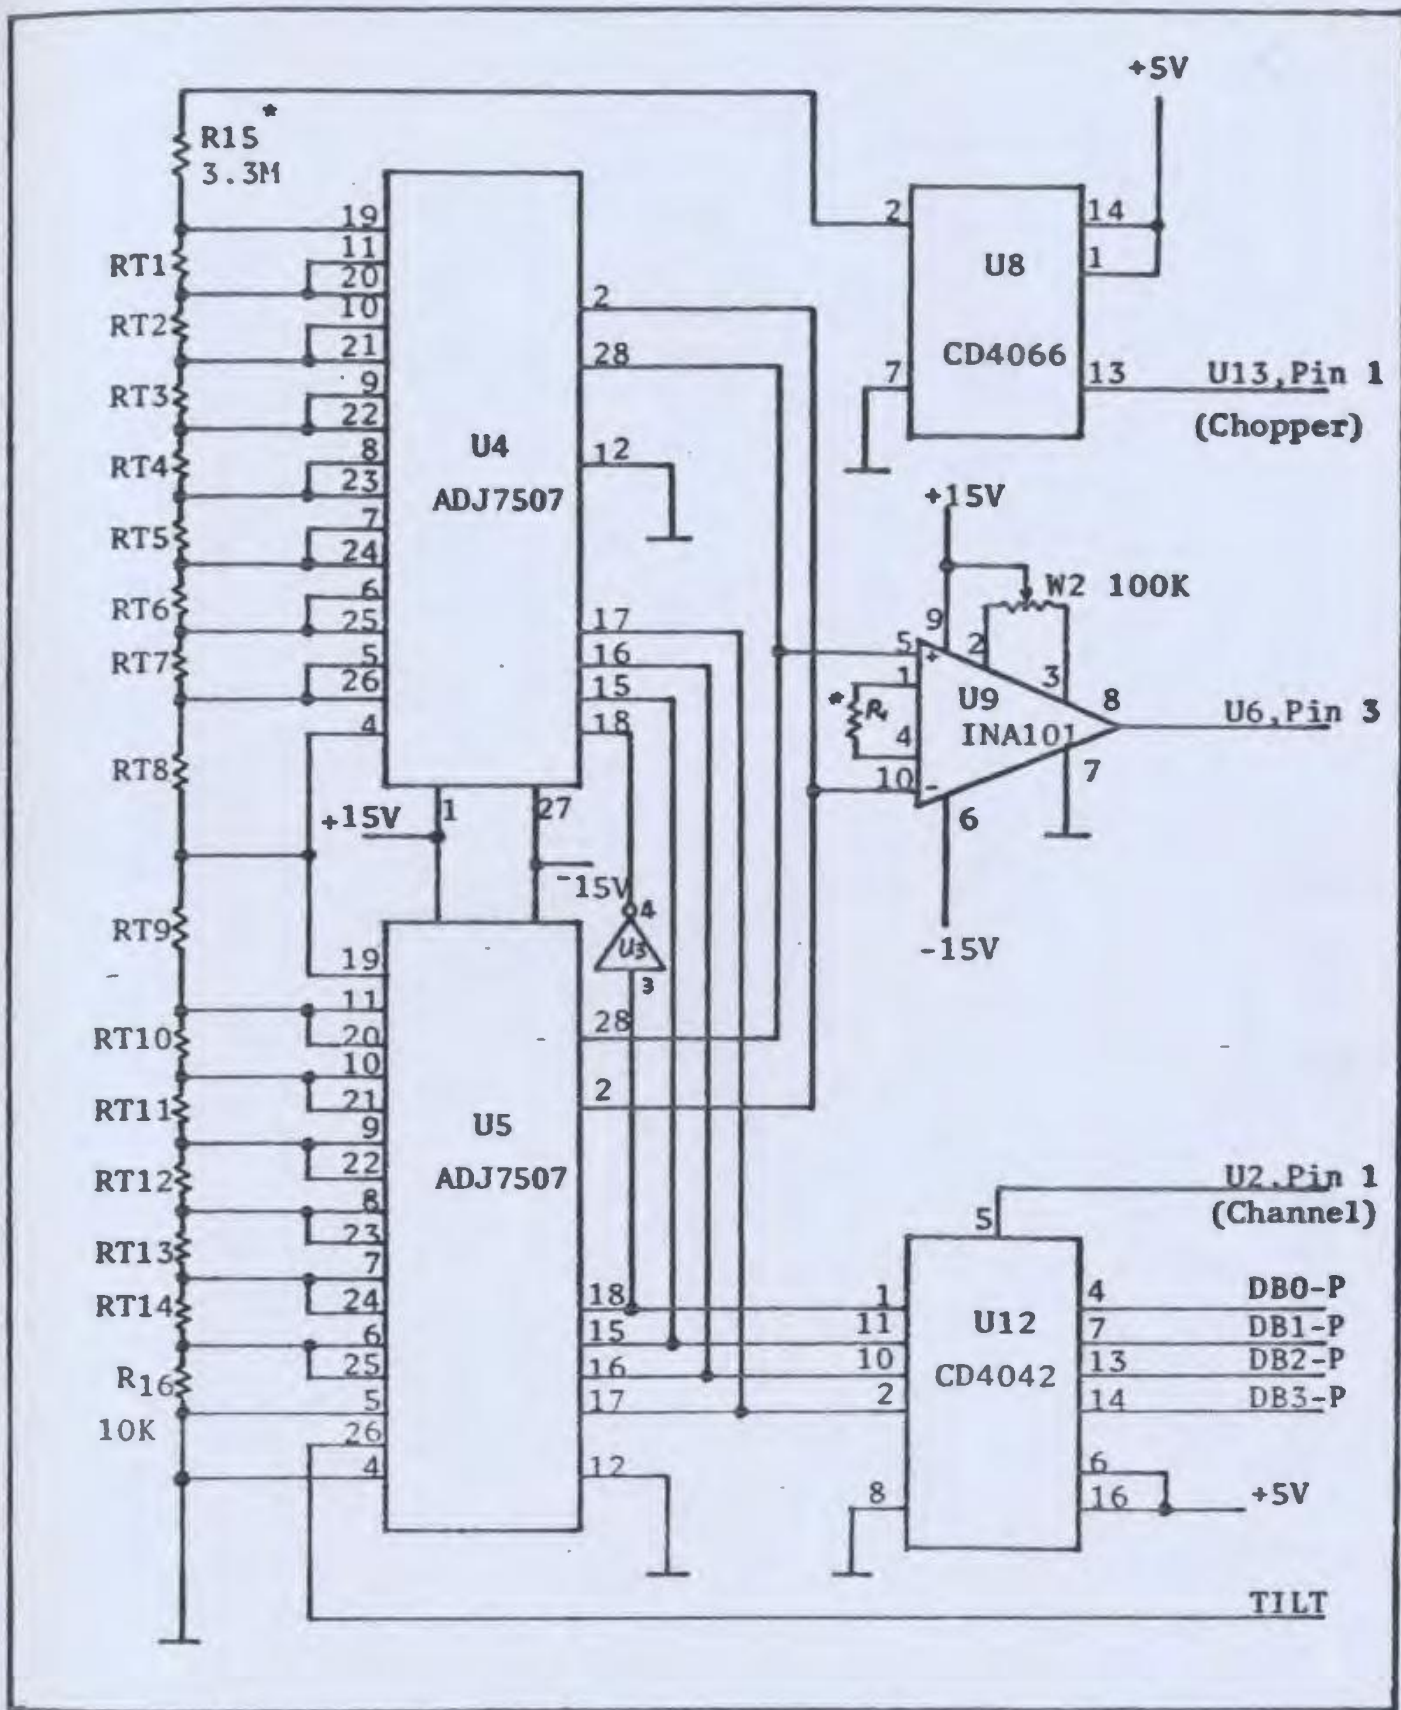 +5V
*
R15
3.3M
19
11
20
10
21
9
22
8
23
7
24
6
25
5
26
4
RT1
RT2
RT3
RT4
RT5
RT6
RT7
RT8
U4
ADJ7507
2
28
12
17
16
15
18
2
7
U8
CD4066
14
1
13
U13,Pin 1
(Chopper)
+15V
W2 100K
9
2
3
5
+
1
* R1
4
10
-
U9
INA101
8
7
6
U6,Pin 3
-15V
+15V
1
27
-15V
4
U3
3
RT9
RT10
RT11
RT12
RT13
RT14
R16
10K
19
11
20
10
21
9
22
8
23
7
24
6
25
5
26
4
U5
ADJ7507
28
2
18
15
16
17
12
U2.Pin 1
(Channel)
5
1
11
10
2
8
U12
CD4042
4
7
13
14
6
16
DB0-P
DB1-P
DB2-P
DB3-P
+5V
TILT